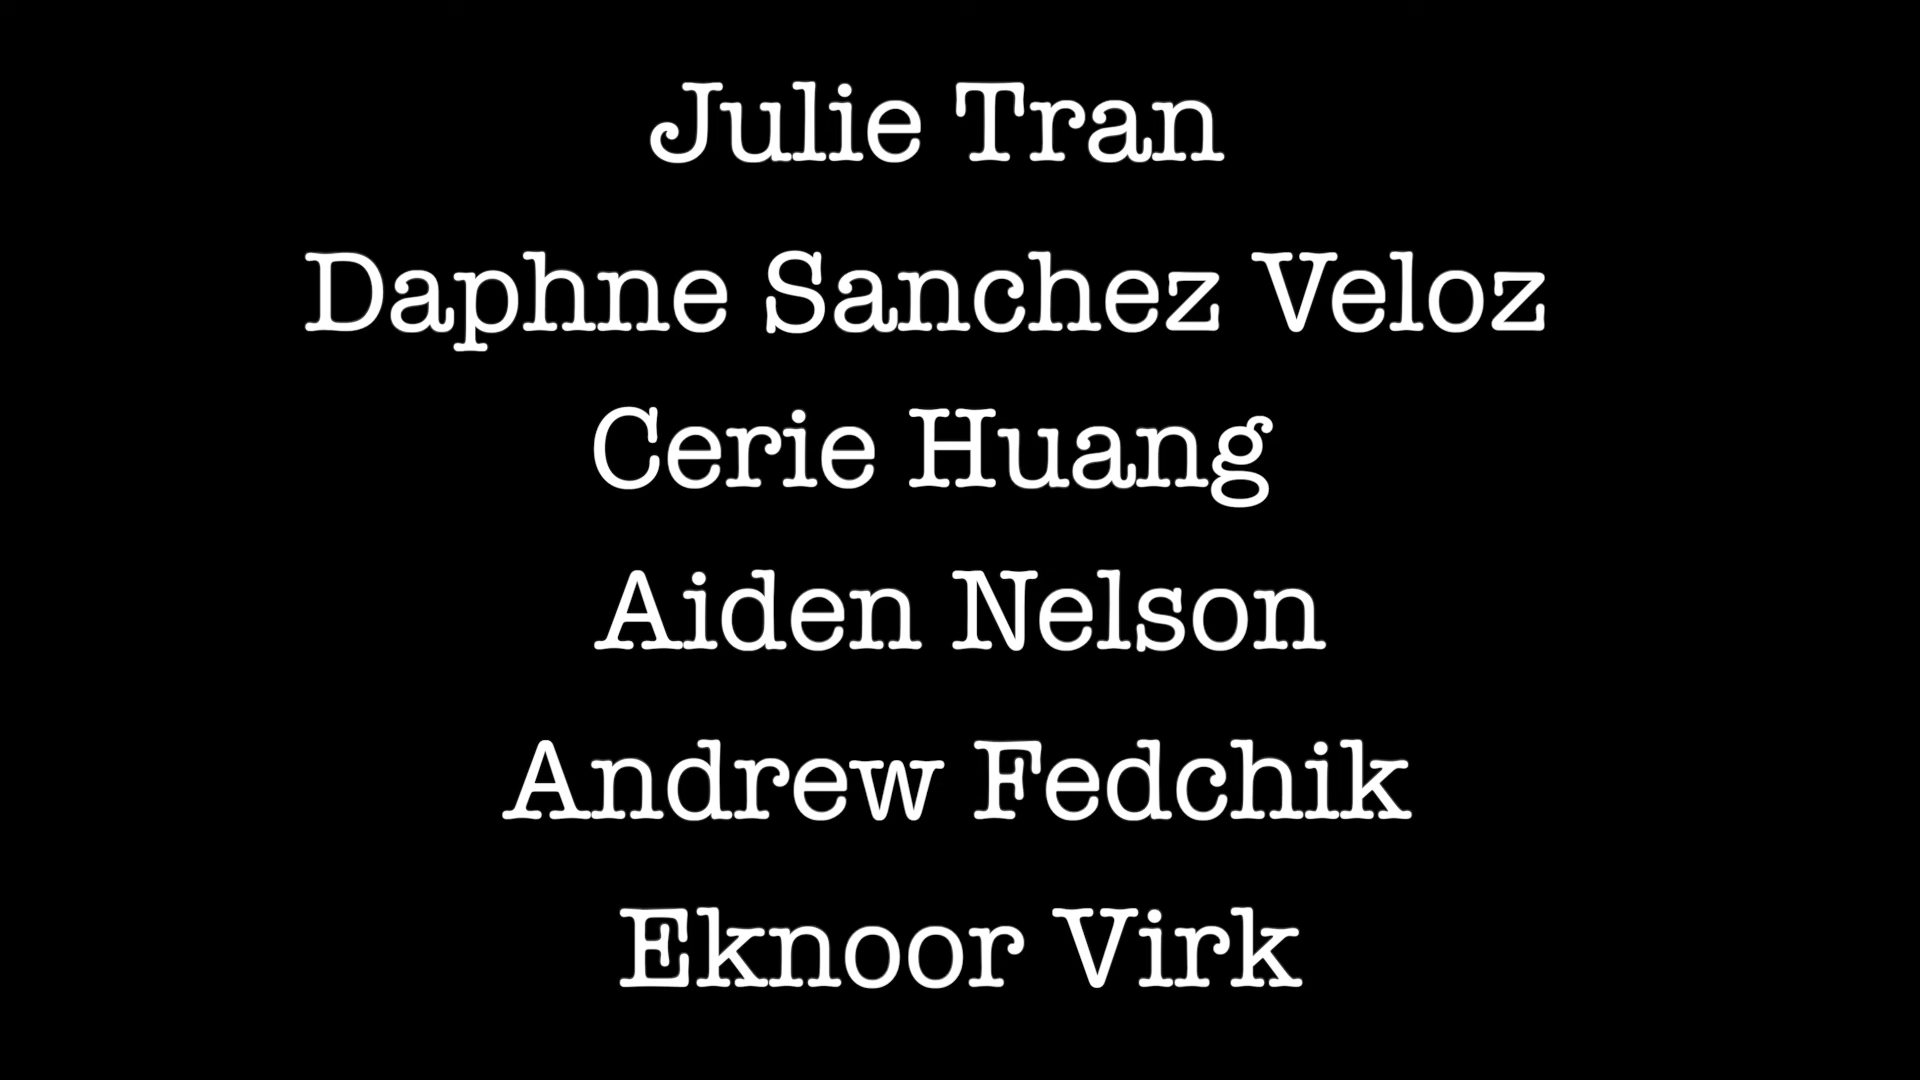 Julie Tran
Daphne Sanchez Veloz
Cerie Huang
Aiden Nelson
Andrew Fedchik
Eknoor Virk